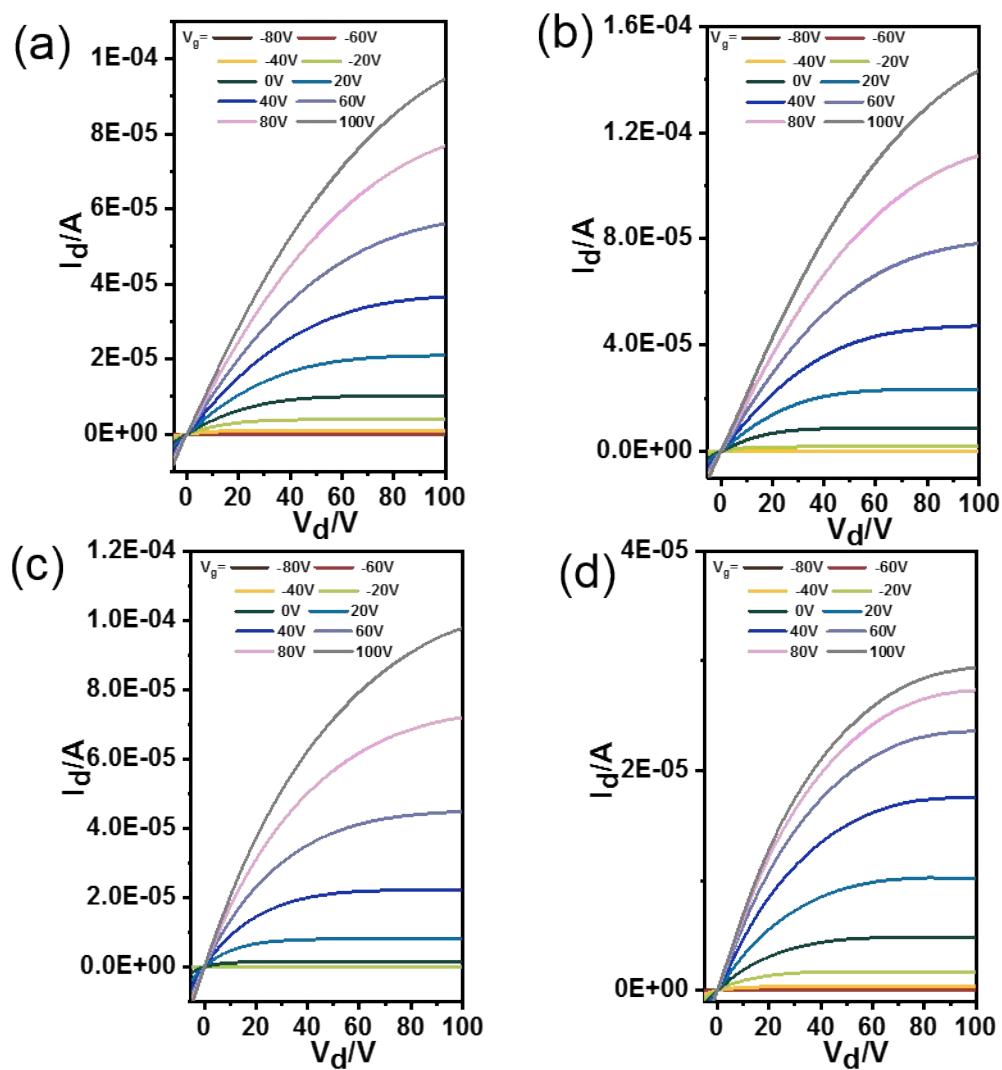 (a)
Vg= -80V -60V
-40V -20V
0V 20V
40V 60V
80V 100V
1E-04
8E-05
6E-05
4E-05
2E-05
0E+00
Id/A
0 20 40 60 80 100
Vd/V
(b)
Vg= -80V -60V
-40V -20V
0V 20V
40V 60V
80V 100V
1.6E-04
1.2E-04
8.0E-05
4.0E-05
0.0E+00
Id/A
0 20 40 60 80 100
Vd/V
(c)
Vg= -80V -60V
-40V -20V
0V 20V
40V 60V
80V 100V
1.2E-04
1.0E-04
8.0E-05
6.0E-05
4.0E-05
2.0E-05
0.0E+00
Id/A
0 20 40 60 80 100
Vd/V
(d)
Vg= -80V -60V
-40V -20V
0V 20V
40V 60V
80V 100V
4E-05
2E-05
0E+00
Id/A
0 20 40 60 80 100
Vd/V